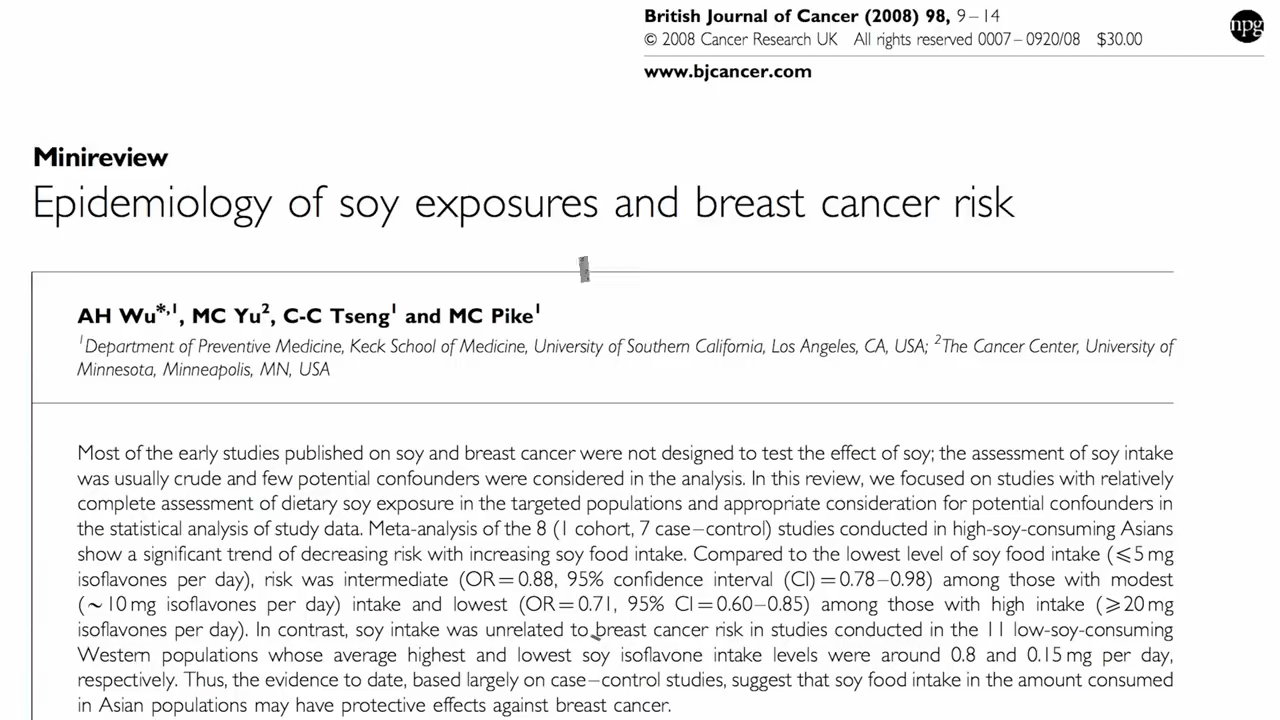 British Journal of Cancer (2008) 98, 9 – 14
© 2008 Cancer Research UK All rights reserved 0007 – 0920/08 $30.00
npg
www.bjcancer.com
Minireview
Epidemiology of soy exposures and breast cancer risk
AH Wu*,1, MC Yu2, C-C Tseng1 and MC Pike1
1Department of Preventive Medicine, Keck School of Medicine, University of Southern California, Los Angeles, CA, USA; 2The Cancer Center, University of
Minnesota, Minneapolis, MN, USA
Most of the early studies published on soy and breast cancer were not designed to test the effect of soy; the assessment of soy intake
was usually crude and few potential confounders were considered in the analysis. In this review, we focused on studies with relatively
complete assessment of dietary soy exposure in the targeted populations and appropriate consideration for potential confounders in
the statistical analysis of study data. Meta-analysis of the 8 (1 cohort, 7 case–control) studies conducted in high-soy-consuming Asians
show a significant trend of decreasing risk with increasing soy food intake. Compared to the lowest level of soy food intake (⩽5 mg
isoflavones per day), risk was intermediate (OR = 0.88, 95% confidence interval (CI) = 0.78–0.98) among those with modest
(~10 mg isoflavones per day) intake and lowest (OR = 0.71, 95% CI = 0.60–0.85) among those with high intake (⩾20 mg
isoflavones per day). In contrast, soy intake was unrelated to breast cancer risk in studies conducted in the 11 low-soy-consuming
Western populations whose average highest and lowest soy isoflavone intake levels were around 0.8 and 0.15 mg per day,
respectively. Thus, the evidence to date, based largely on case–control studies, suggest that soy food intake in the amount consumed
in Asian populations may have protective effects against breast cancer.